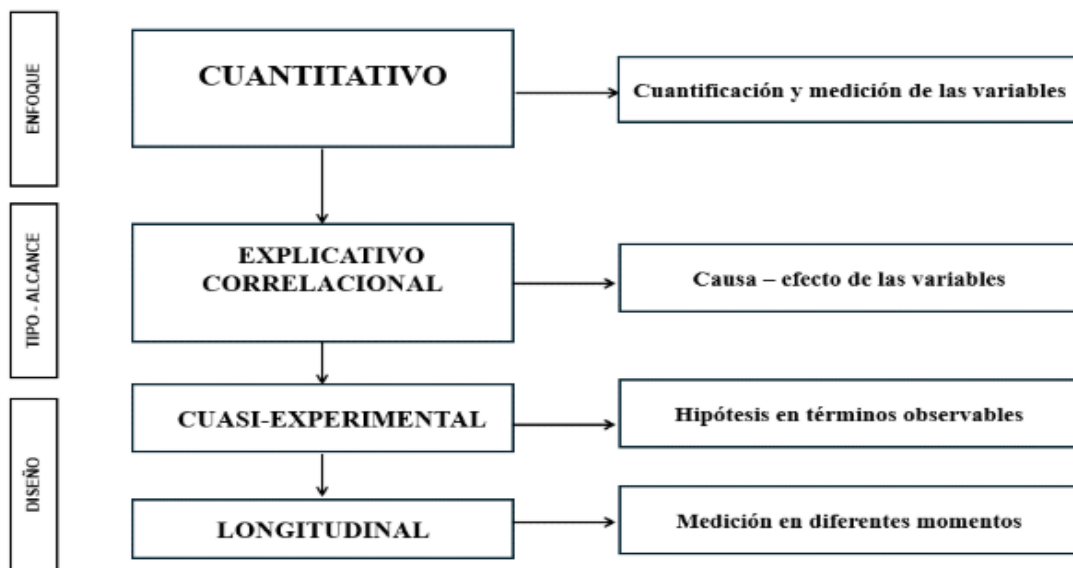 ENFOQUE
CUANTITATIVO
Cuantificación y medición de las variables
TIPO - ALCANCE
EXPLICATIVO
CORRELACIONAL
Causa – efecto de las variables
DISEÑO
CUASI-EXPERIMENTAL
Hipótesis en términos observables
LONGITUDINAL
Medición en diferentes momentos